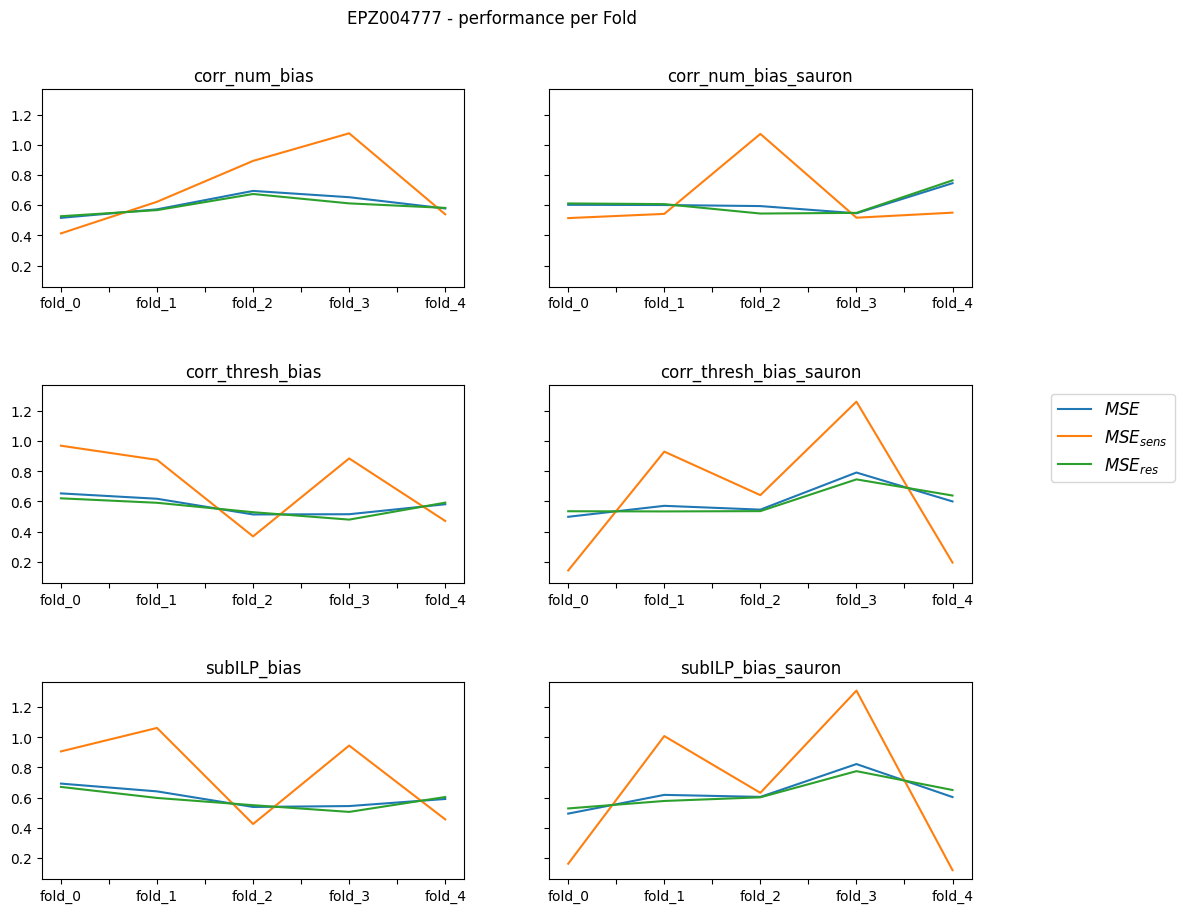 EPZ004777 - performance per Fold
corr_num_bias
1.2
1.0
0.8
0.6
0.4
0.2
fold_0 fold_1 fold_2 fold_3 fold_4
corr_num_bias_sauron
fold_0 fold_1 fold_2 fold_3 fold_4
corr_thresh_bias
1.2
1.0
0.8
0.6
0.4
0.2
fold_0 fold_1 fold_2 fold_3 fold_4
corr_thresh_bias_sauron
fold_0 fold_1 fold_2 fold_3 fold_4
MSE
MSE_sens
MSE_res
subILP_bias
1.2
1.0
0.8
0.6
0.4
0.2
fold_0 fold_1 fold_2 fold_3 fold_4
subILP_bias_sauron
fold_0 fold_1 fold_2 fold_3 fold_4